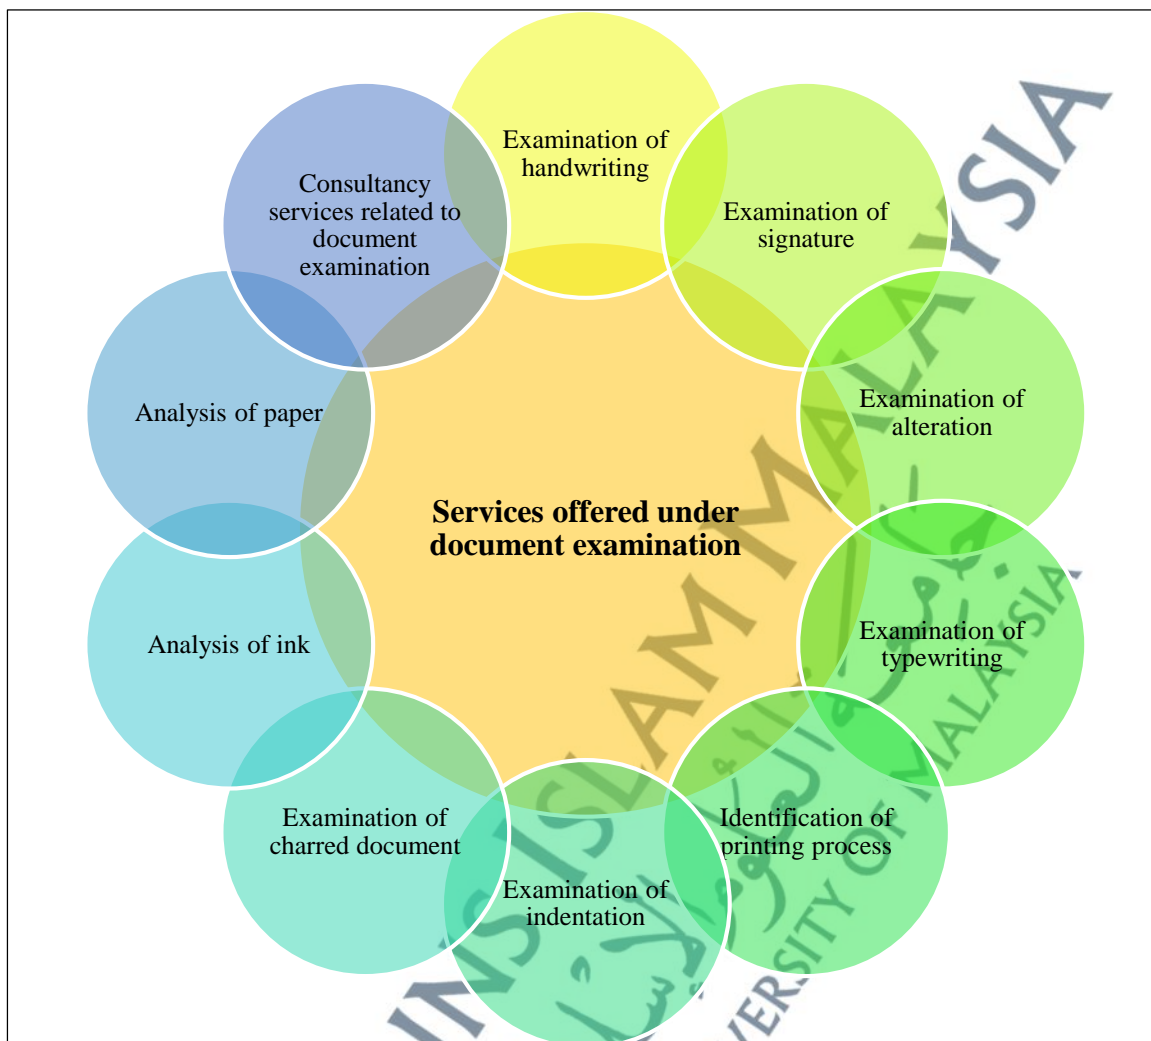 Examination of
handwriting
Examination of
signature
Examination of
alteration
Examination of
typewriting
Identification of
printing process
Examination of
indentation
Examination of
charred document
Analysis of ink
Analysis of paper
Consultancy
services related to
document
examination
Services offered under
document examination
ISLAM MALAYSIA
OF MALAYSIA